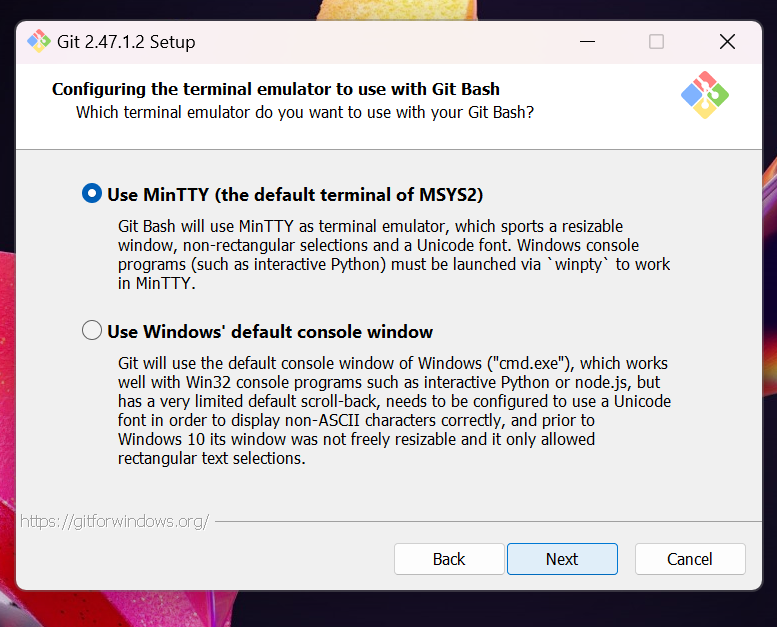 Git 2.47.1.2 Setup
Configuring the terminal emulator to use with Git Bash
Which terminal emulator do you want to use with your Git Bash?
Use MinTTY (the default terminal of MSYS2)
Git Bash will use MinTTY as terminal emulator, which sports a resizable
window, non-rectangular selections and a Unicode font. Windows console
programs (such as interactive Python) must be launched via `winpty` to work
in MinTTY.
Use Windows' default console window
Git will use the default console window of Windows ("cmd.exe"), which works
well with Win32 console programs such as interactive Python or node.js, but
has a very limited default scroll-back, needs to be configured to use a Unicode
font in order to display non-ASCII characters correctly, and prior to
Windows 10 its window was not freely resizable and it only allowed
rectangular text selections.
https://gitforwindows.org/
Back
Next
Cancel